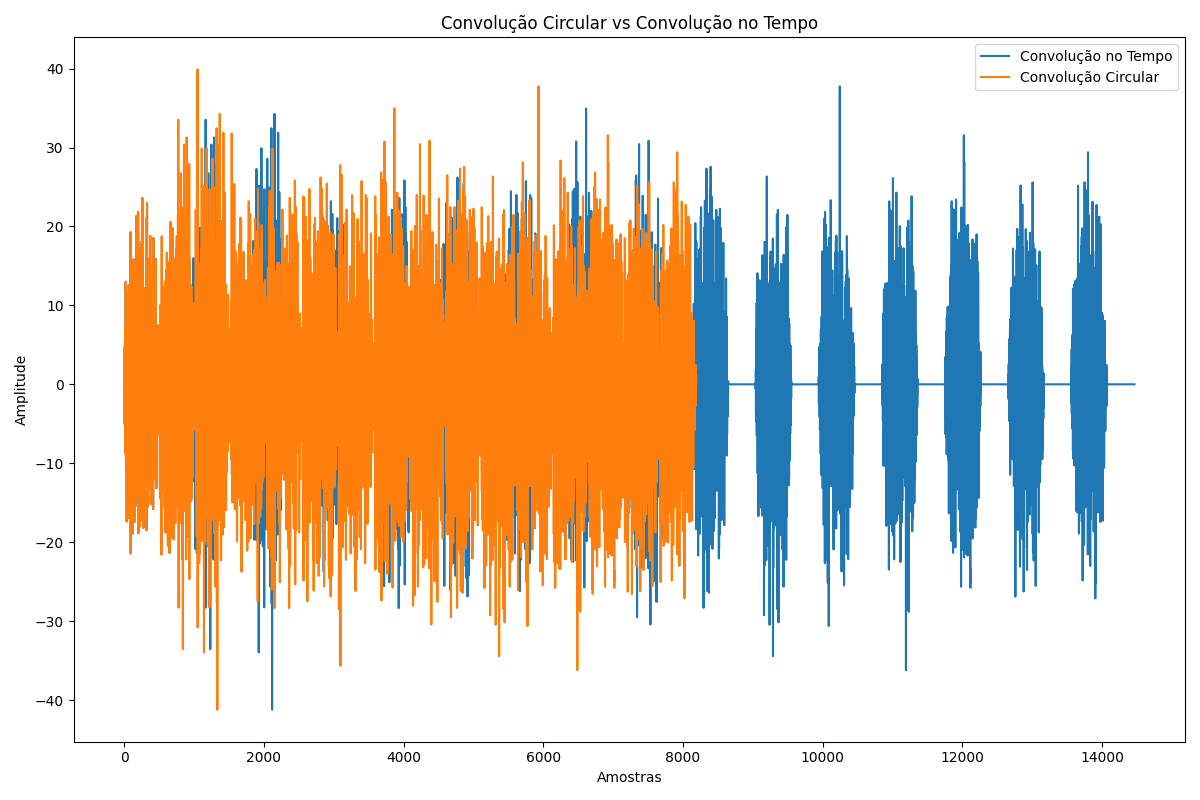 Convolução Circular vs Convolução no Tempo
Convolução no Tempo
Convolução Circular
Amplitude
40
30
20
10
0
−10
−20
−30
−40
0 2000 4000 6000 8000 10000 12000 14000
Amostras